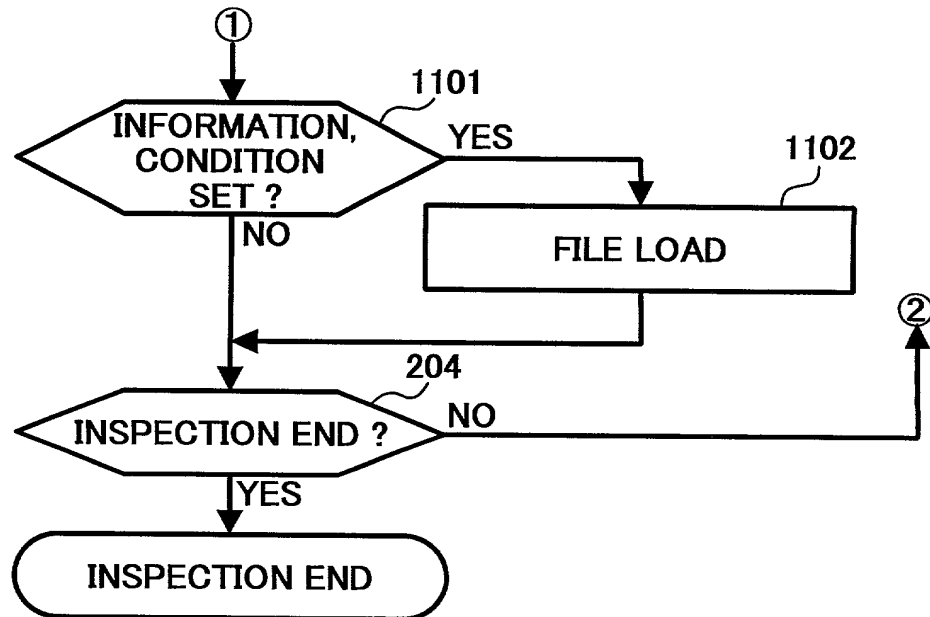 ①
1101
INFORMATION,
CONDITION
SET ?
YES
1102
NO
FILE LOAD
②
204
INSPECTION END ?
NO
YES
INSPECTION END